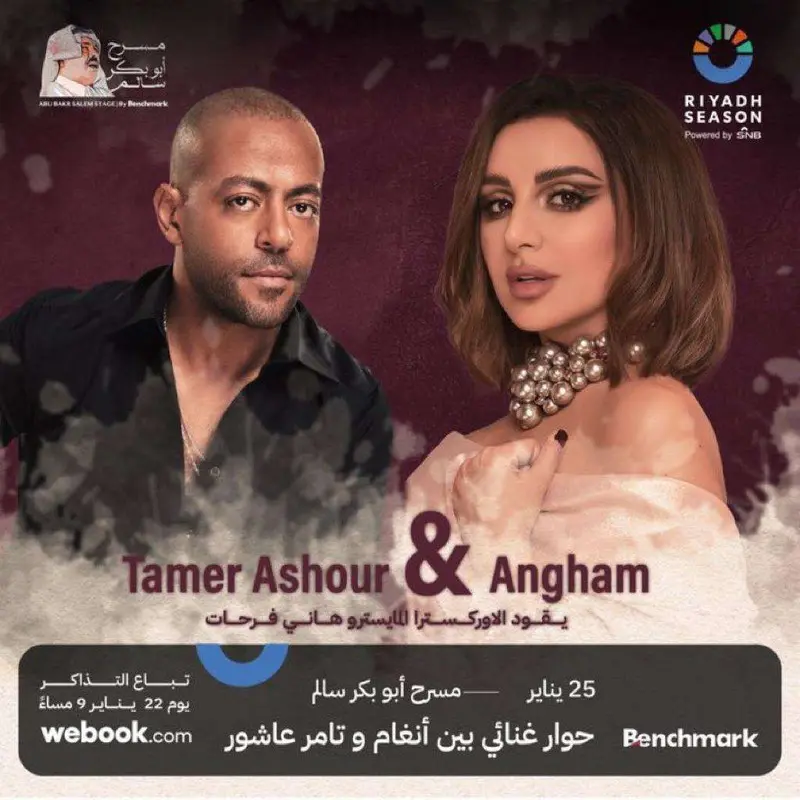 مسرح
أبو بكر
سالم
ABU BAKR SALEM STAGE | By Benchmark
RIYADH
SEASON
Powered by SNB
Tamer Ashour & Angham
يقود الاوركسترا المايسترو هاني فرحات
25 يناير — مسرح أبو بكر سالم
حوار غنائي بين أنغام و تامر عاشور
Benchmark
تباع التذاكر
يوم 22 يناير 9 مساءً
webook.com